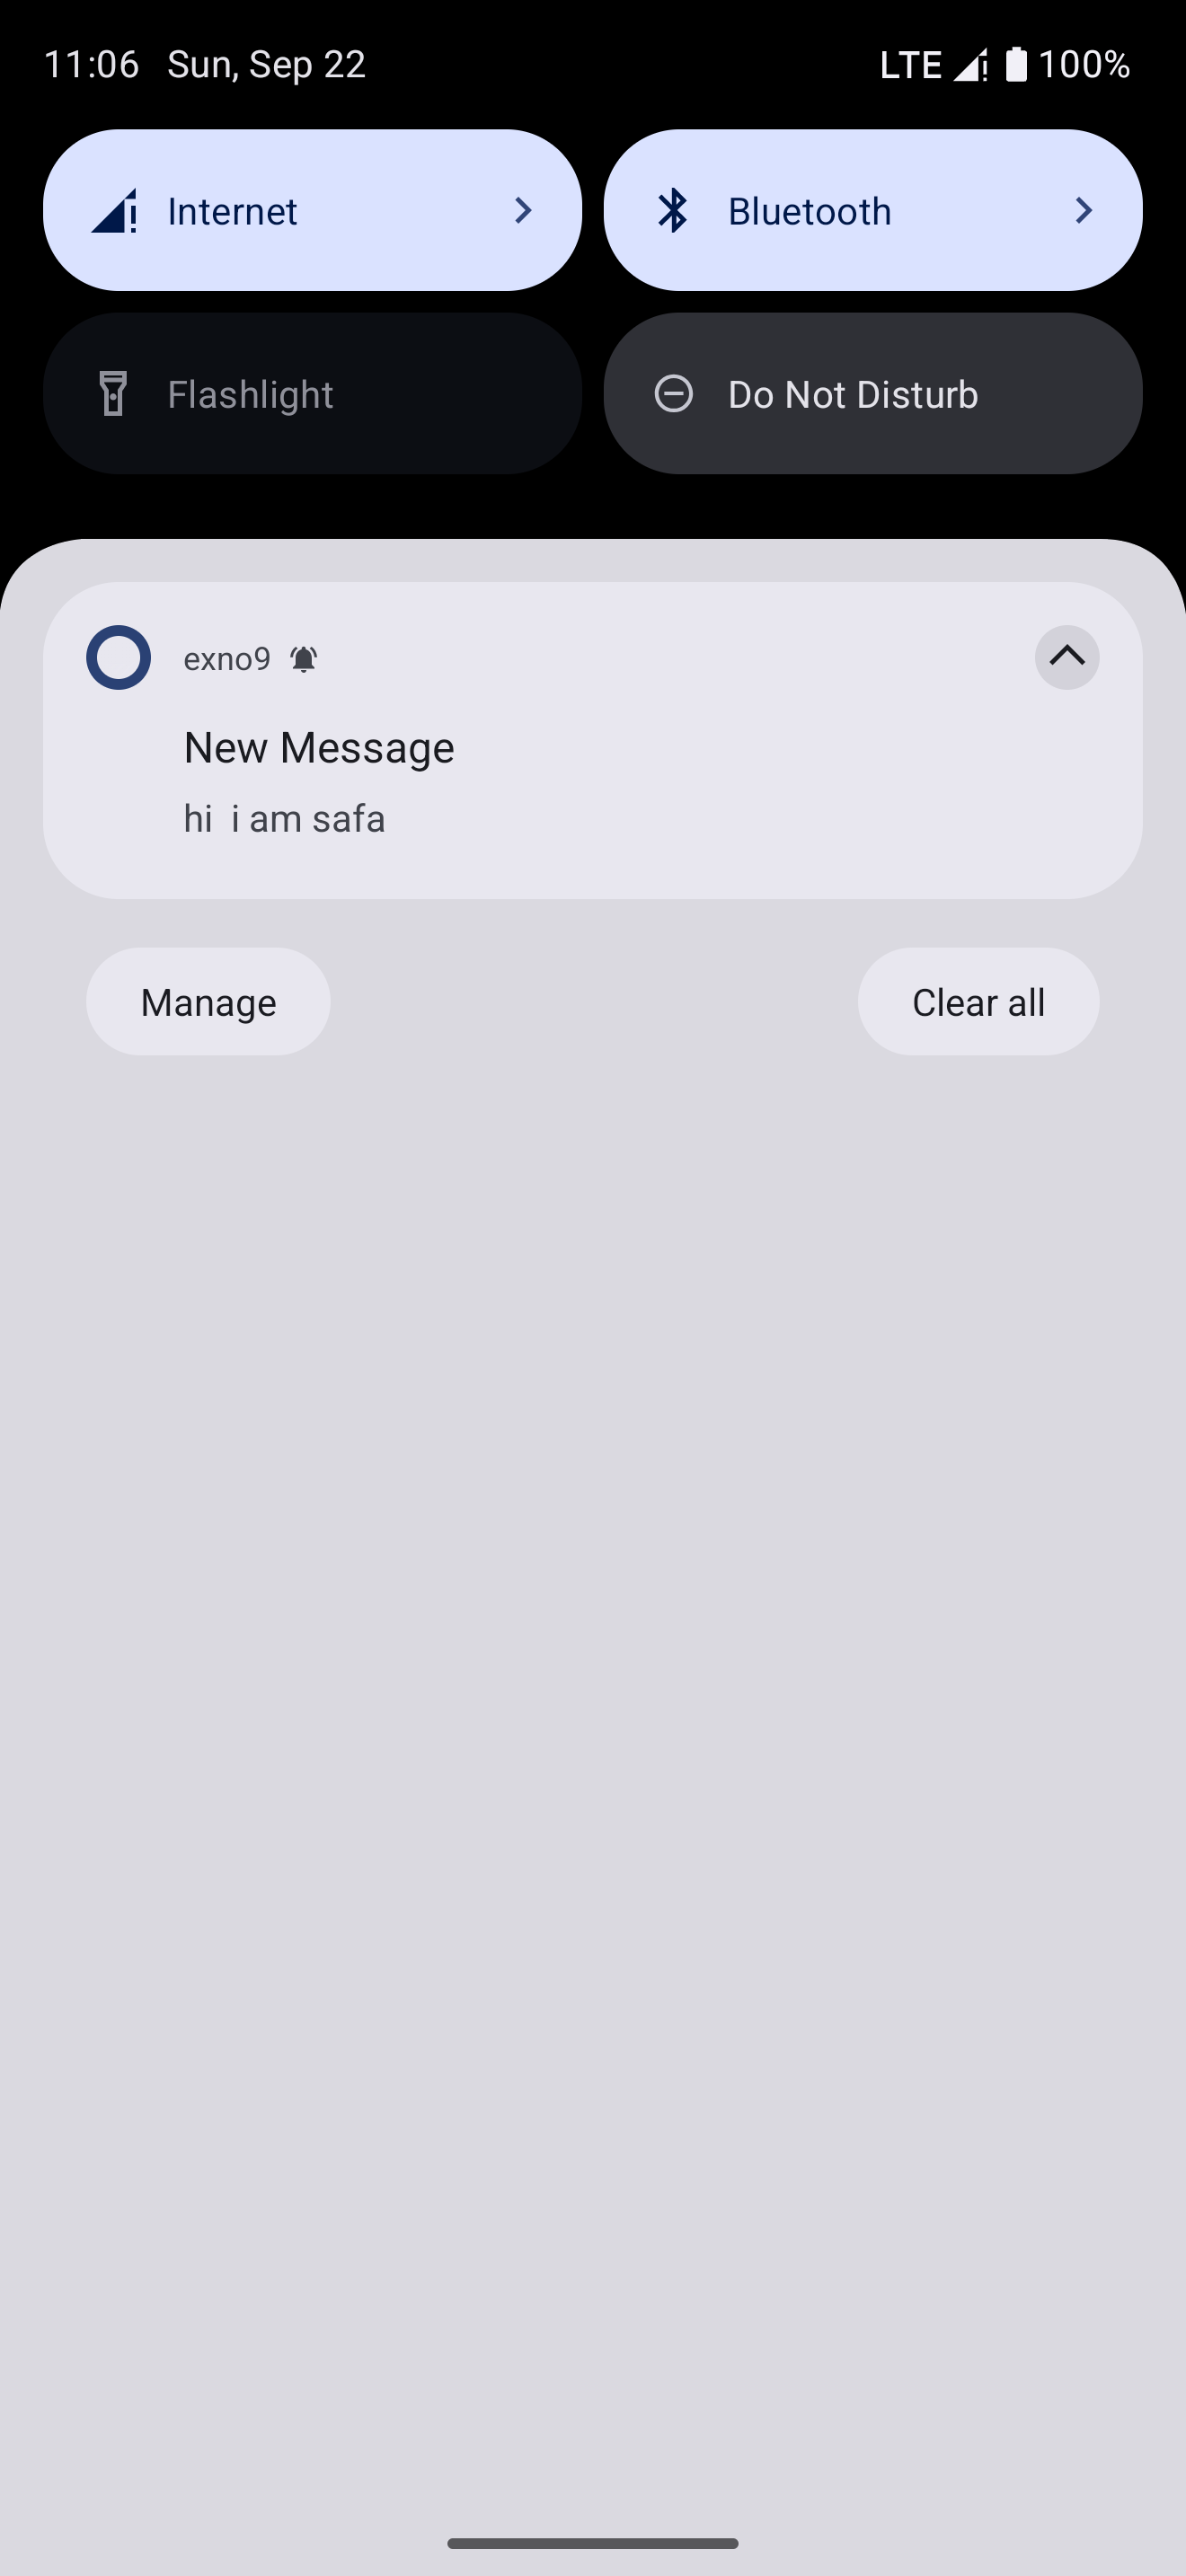 11:06 Sun, Sep 22 LTE 100%
Internet Bluetooth
Flashlight Do Not Disturb
exno9
New Message
hi  i am safa
Manage Clear all